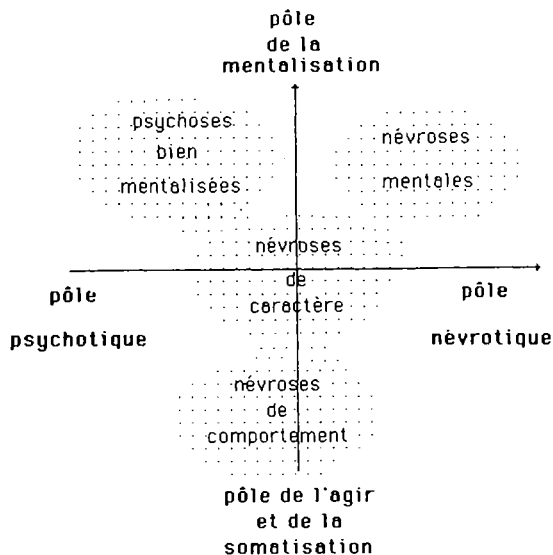 pôle
de la
mentalisation
psychoses
bien
mentalisées
névroses
mentales
névroses
de
caractère
pôle
psychotique
pôle
névrotique
névroses
de
comportement
pôle de l'agir
et de la
somatisation